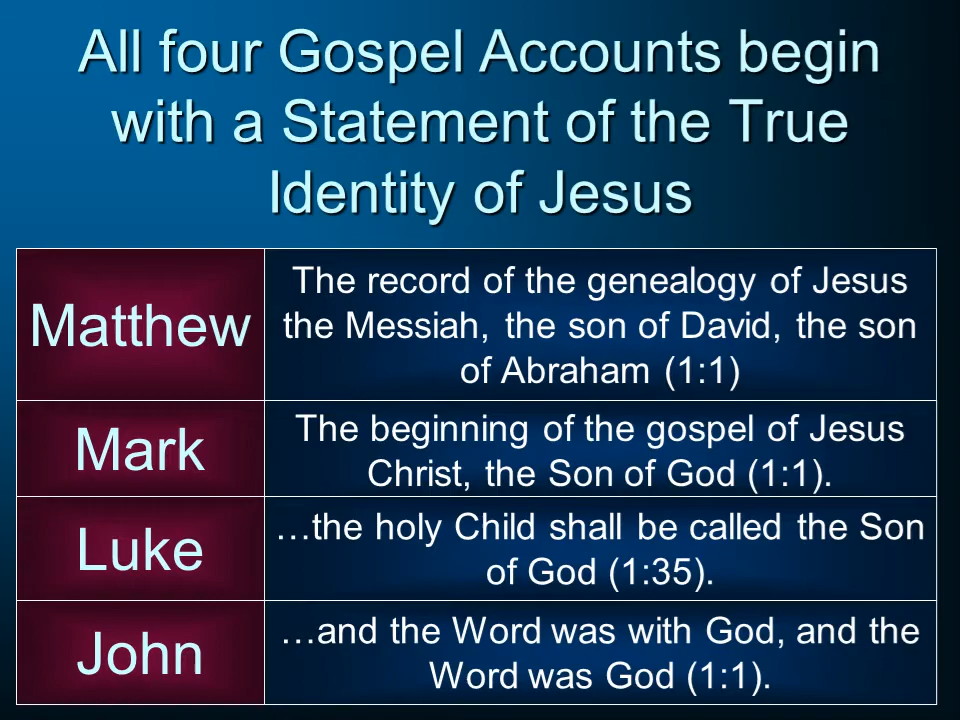 All four Gospel Accounts begin
with a Statement of the True
Identity of Jesus
Matthew
The record of the genealogy of Jesus
the Messiah, the son of David, the son
of Abraham (1:1)
Mark
The beginning of the gospel of Jesus
Christ, the Son of God (1:1).
Luke
…the holy Child shall be called the Son
of God (1:35).
John
…and the Word was with God, and the
Word was God (1:1).